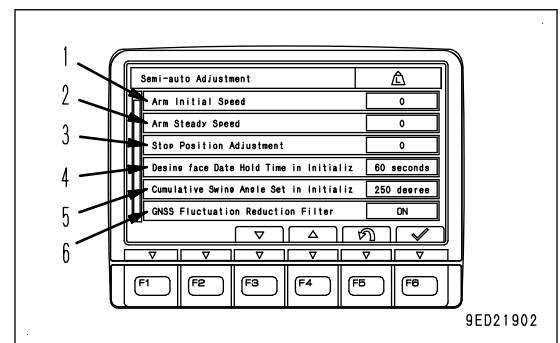 1
2
3
4
5
6
Semi-auto Adjustment
L
Arm Initial Speed 0
Arm Steady Speed 0
Stop Position Adjustment 0
Desing face Date Hold Time in Initializ 60 seconds
Cumulative Swing Angle Set in Initializ 250 degree
GNSS Fluctuation Reduction Filter ON
F1 F2 F3 F4 F5 F6
9ED21902